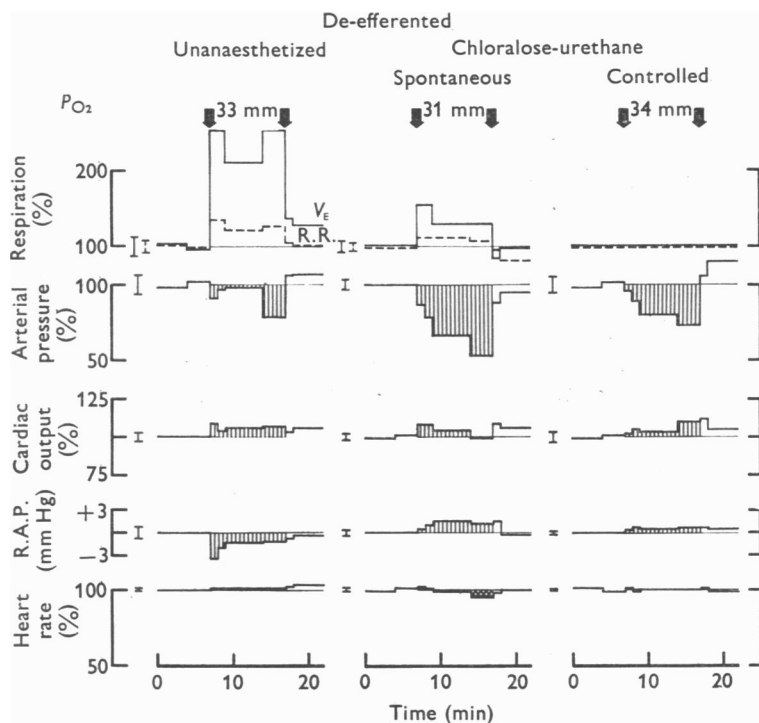 De-efferented
Unanaesthetized
Chloralose-urethane
Spontaneous
Controlled
PO2
33 mm
31 mm
34 mm
Respiration
(%)
200
100
VE
R.R.
Arterial
pressure
(%)
100
50
Cardiac
output
(%)
125
100
75
R.A.P.
(mm Hg)
+3
0
−3
Heart
rate
(%)
100
50
0 10 20 0 10 20 0 10 20
Time (min)